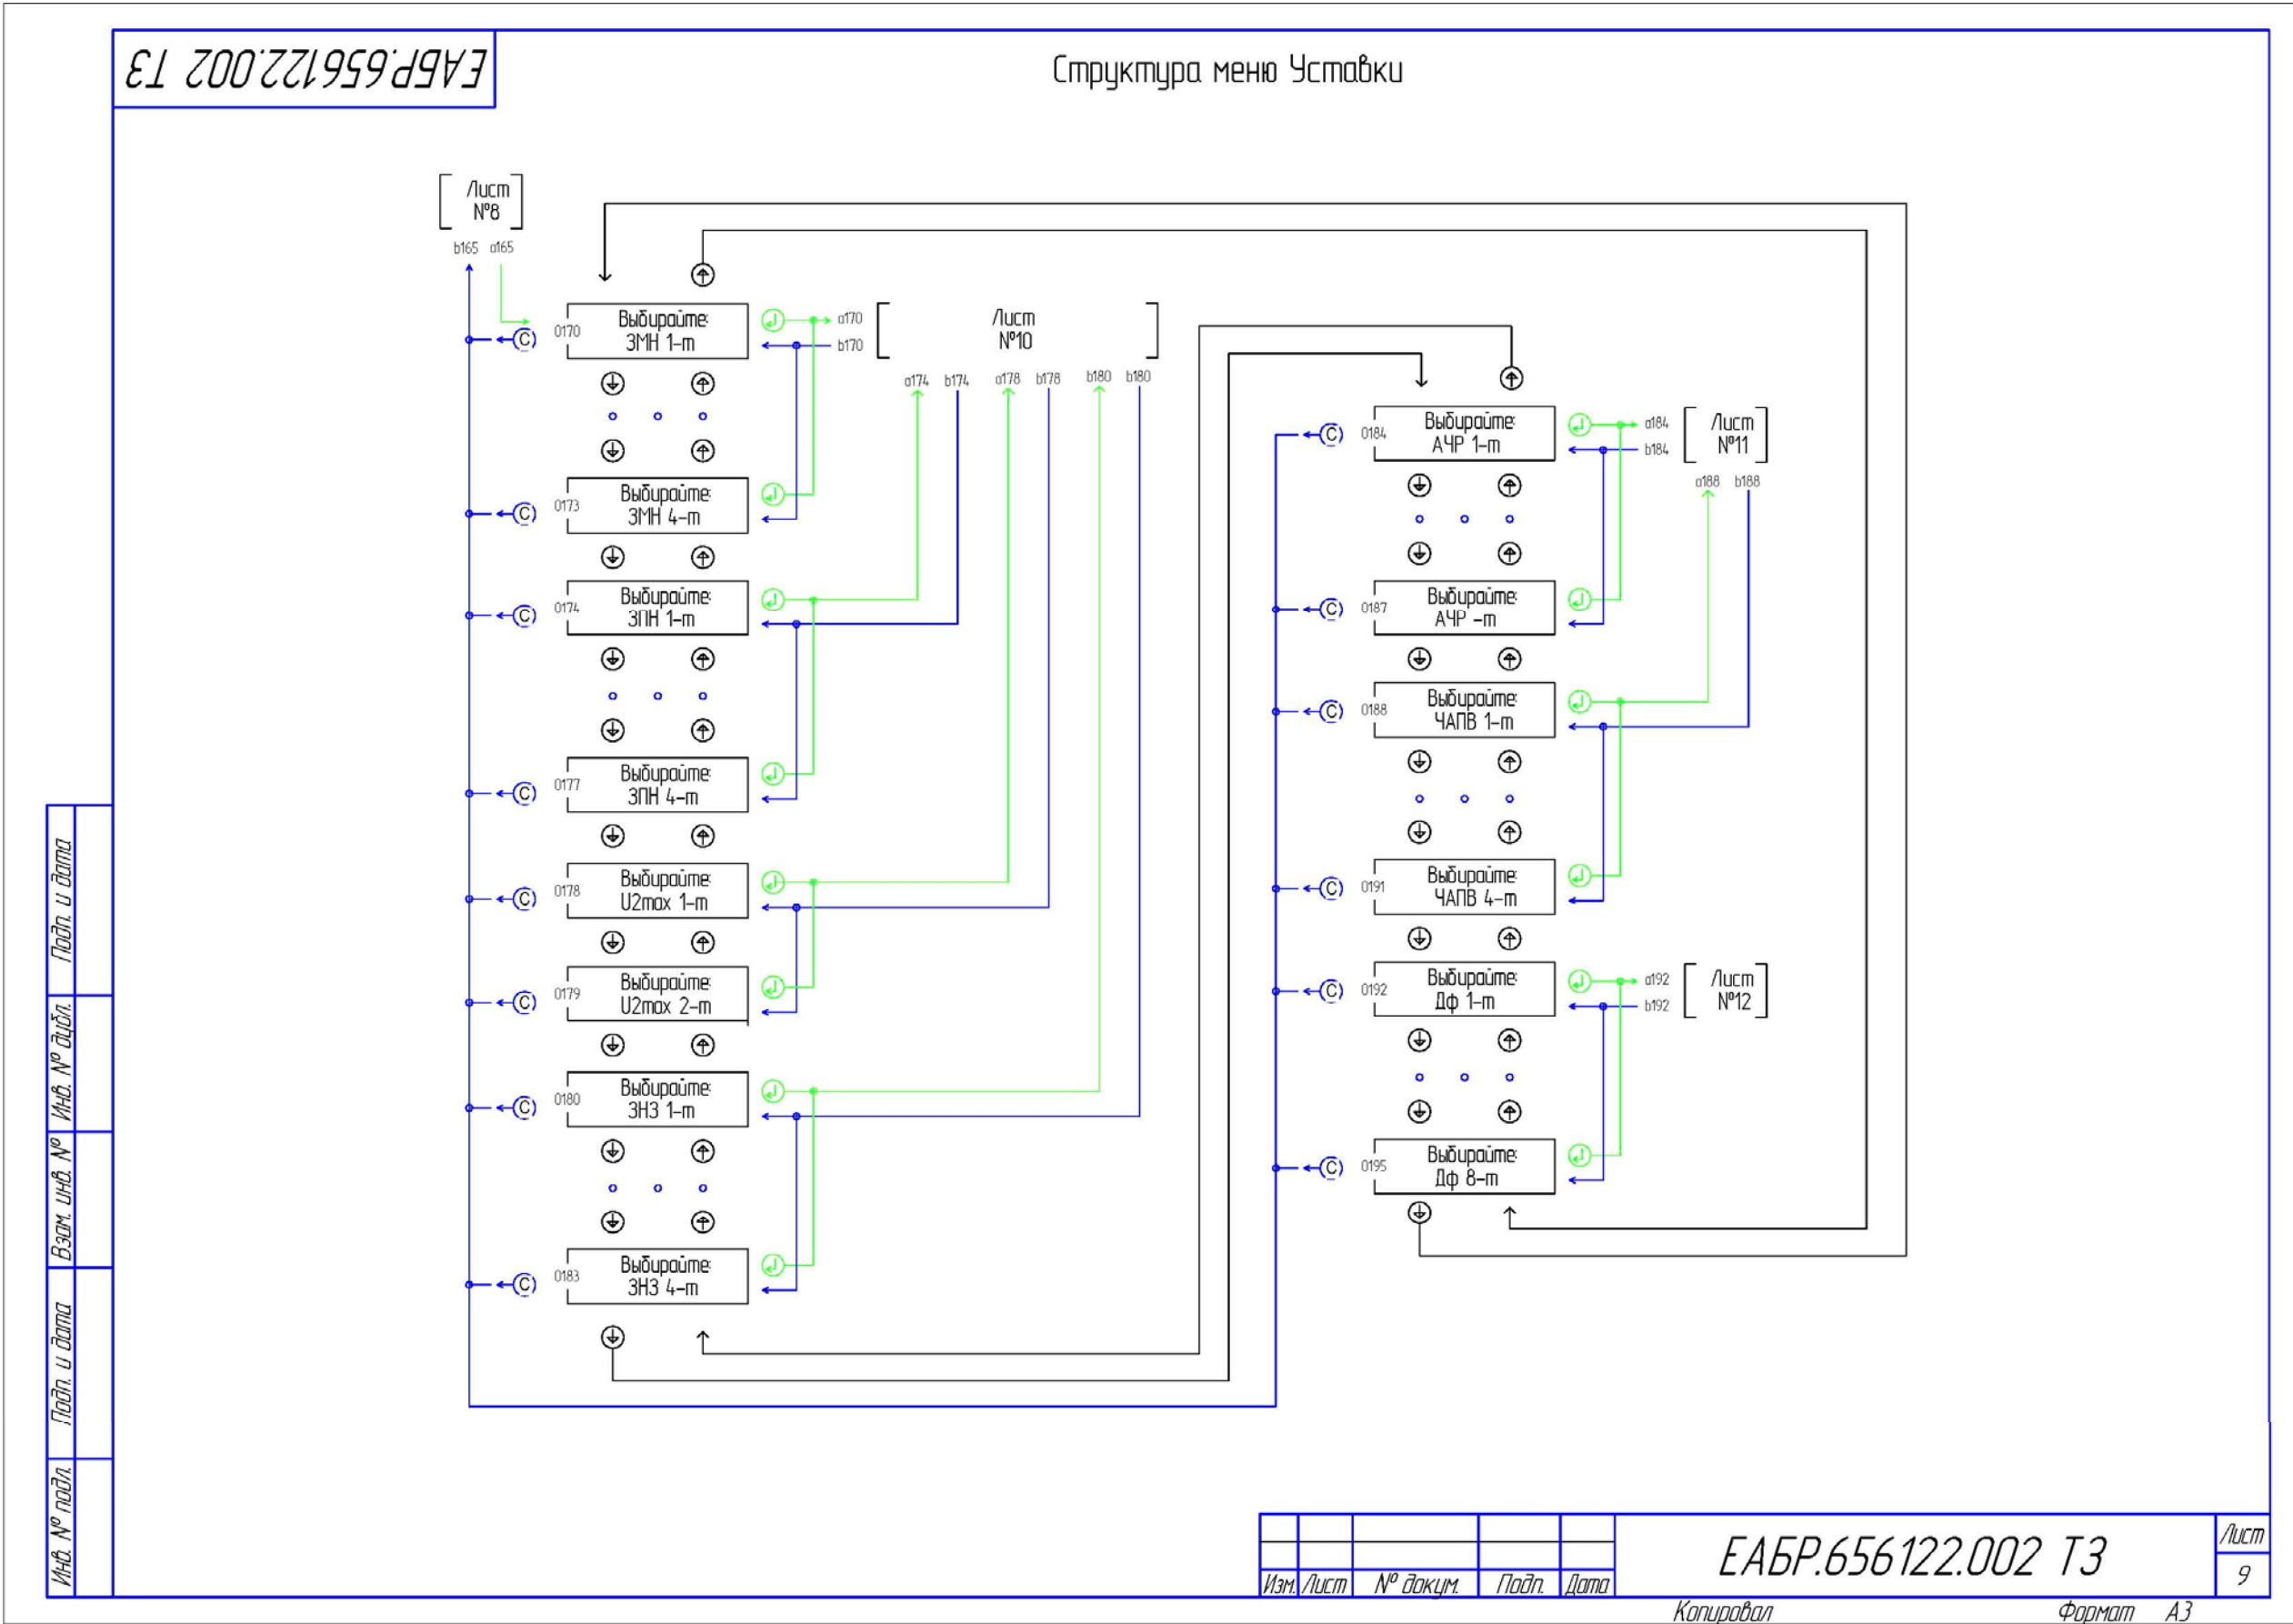 ЕАБР.656122.002 ТЗ
Структура меню Уставки
Лист
№8
b165 a165
0170
Выбирайте:
ЗМН 1-т
a170
b170
Лист
№10
a174 b174 a178 b178 b180 b180
C
0173
Выбирайте:
ЗМН 4-т
C
0174
Выбирайте:
ЗПН 1-т
C
0177
Выбирайте:
ЗПН 4-т
C
0178
Выбирайте:
U2max 1-т
C
0179
Выбирайте:
U2max 2-т
C
0180
Выбирайте:
ЗНЗ 1-т
C
0183
Выбирайте:
ЗНЗ 4-т
C
0184
Выбирайте:
АЧР 1-т
a184
b184
Лист
№11
a188 b188
C
0187
Выбирайте:
АЧР -т
C
0188
Выбирайте:
ЧАПВ 1-т
C
0191
Выбирайте:
ЧАПВ 4-т
C
0192
Выбирайте:
Дф 1-т
a192
b192
Лист
№12
C
0195
Выбирайте:
Дф 8-т
C
Подп. и дата
Инв. № дубл.
Взам. инв. №
Подп. и дата
Инв. № подл.
Изм. Лист № докум. Подп. Дата
ЕАБР.656122.002 ТЗ
Лист
9
Копировал
Формат А3